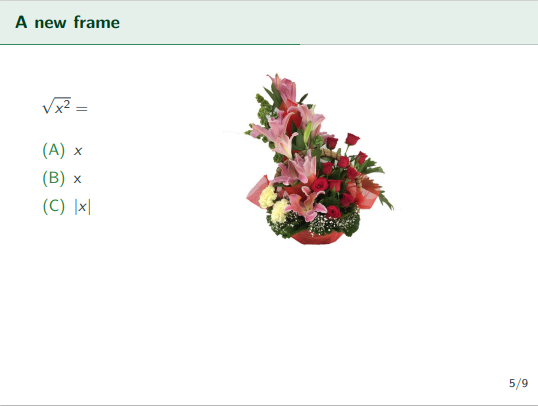 A new frame
√x² =
(A) x
(B) x
(C) |x|
5/9